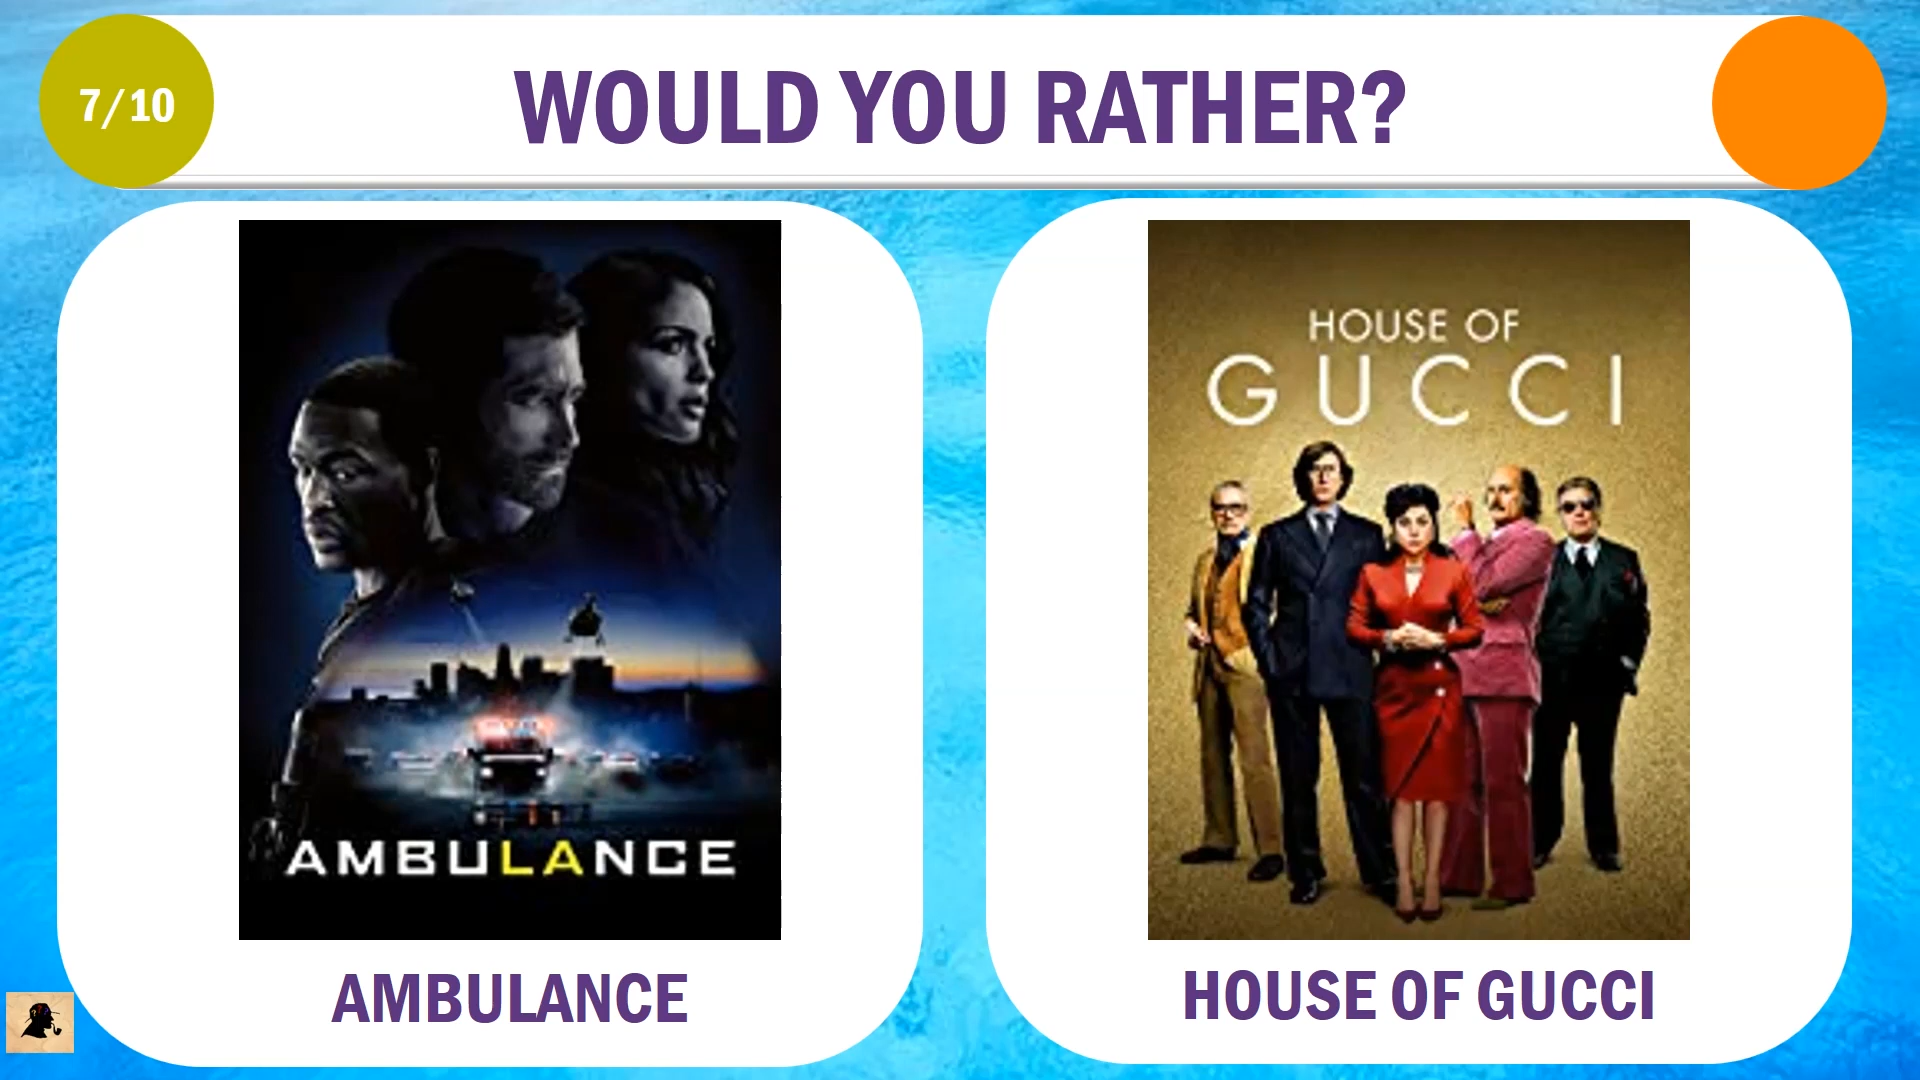 7/10
WOULD YOU RATHER?
AMBULANCE
HOUSE OF
GUCCI
AMBULANCE
HOUSE OF GUCCI